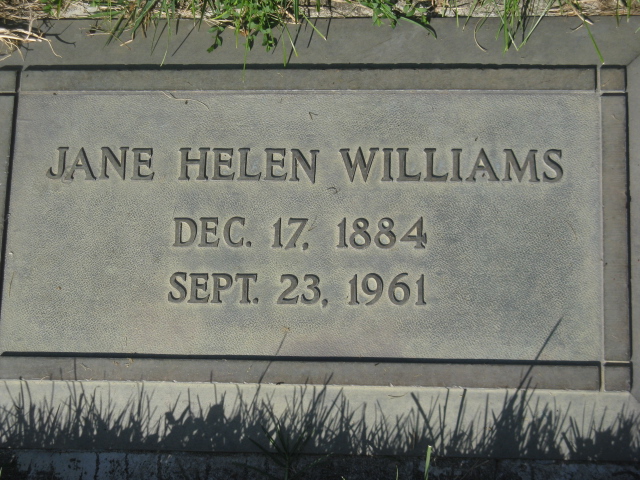 JANE HELEN WILLIAMS
DEC. 17, 1884
SEPT. 23, 1961